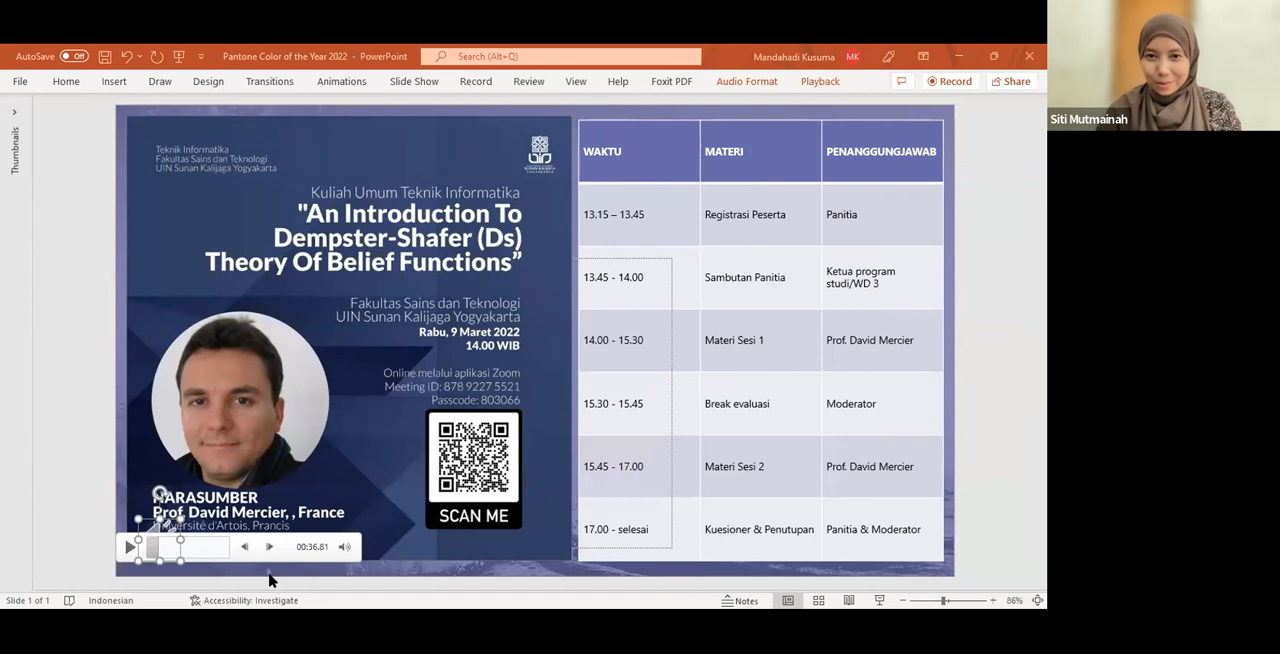 AutoSave Off
Pantone Color of the Year 2022 - PowerPoint
Search (Alt+Q)
Mandahadi Kusuma MK
File Home Insert Draw Design Transitions Animations Slide Show Record Review View Help Foxit PDF Audio Format Playback
Record Share
Siti Mutmainah
Thumbnails
Teknik Informatika
Fakultas Sains dan Teknologi
UIN Sunan Kalijaga Yogyakarta
uin
SUNAN KALIJAGA
YOGYAKARTA
Kuliah Umum Teknik Informatika
"An Introduction To
Dempster-Shafer (Ds)
Theory Of Belief Functions”
Fakultas Sains dan Teknologi
UIN Sunan Kalijaga Yogyakarta
Rabu, 9 Maret 2022
14.00 WIB
Online melalui aplikasi Zoom
Meeting ID: 878 9227 5521
Passcode: 803066
SCAN ME
NARASUMBER
Prof. David Mercier, , France
Université d'Artois, Prancis
00:36.81
WAKTU MATERI PENANGGUNGJAWAB
13.15 – 13.45 Registrasi Peserta Panitia
13.45 - 14.00 Sambutan Panitia Ketua program
studi/WD 3
14.00 - 15.30 Materi Sesi 1 Prof. David Mercier
15.30 - 15.45 Break evaluasi Moderator
15.45 - 17.00 Materi Sesi 2 Prof. David Mercier
17.00 - selesai Kuesioner & Penutupan Panitia & Moderator
Slide 1 of 1 Indonesian Accessibility: Investigate Notes 86%